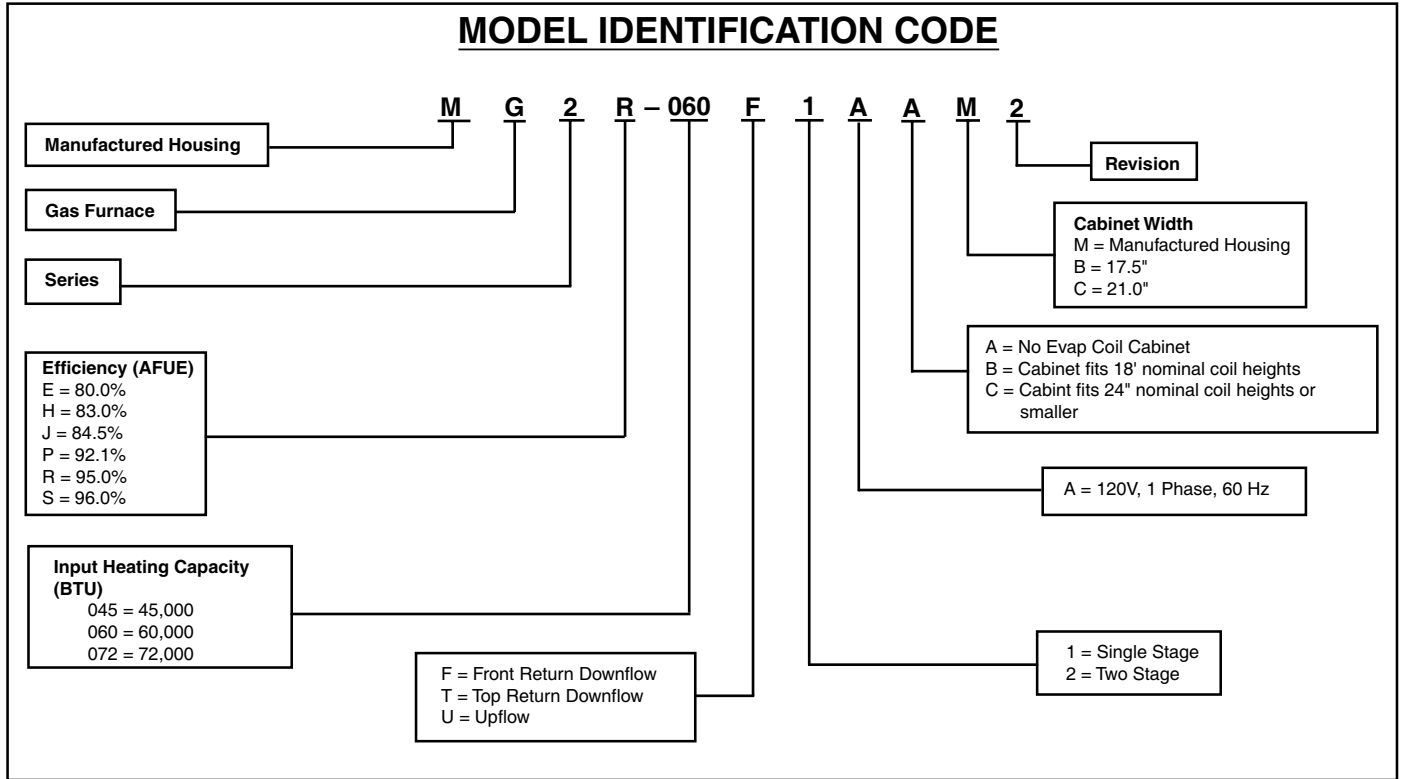 MODEL IDENTIFICATION CODE
M G 2 R – 060 F 1 A A M 2
Manufactured Housing
Gas Furnace
Series
Efficiency (AFUE)
E = 80.0%
H = 83.0%
J = 84.5%
P = 92.1%
R = 95.0%
S = 96.0%
Input Heating Capacity
(BTU)
045 = 45,000
060 = 60,000
072 = 72,000
F = Front Return Downflow
T = Top Return Downflow
U = Upflow
Revision
Cabinet Width
M = Manufactured Housing
B = 17.5"
C = 21.0"
A = No Evap Coil Cabinet
B = Cabinet fits 18' nominal coil heights
C = Cabint fits 24" nominal coil heights or
smaller
A = 120V, 1 Phase, 60 Hz
1 = Single Stage
2 = Two Stage